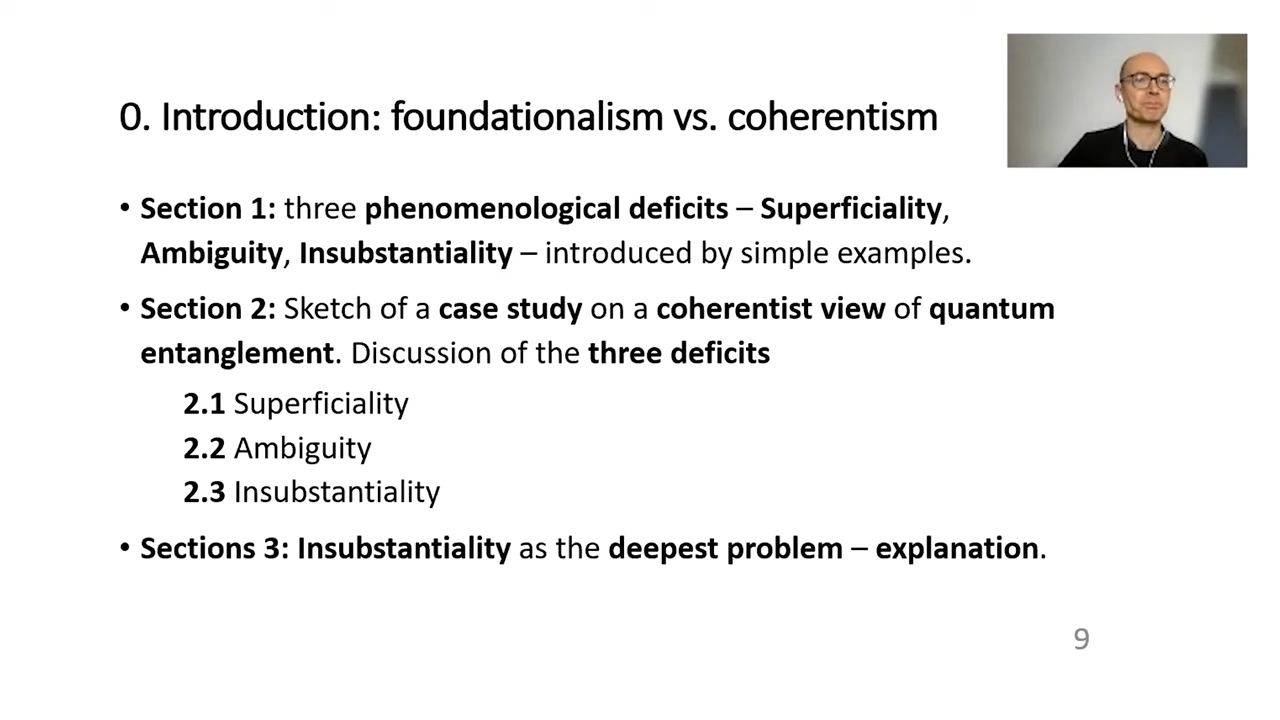 0. Introduction: foundationalism vs. coherentism
• Section 1: three phenomenological deficits – Superficiality,
Ambiguity, Insubstantiality – introduced by simple examples.
• Section 2: Sketch of a case study on a coherentist view of quantum
entanglement. Discussion of the three deficits
2.1 Superficiality
2.2 Ambiguity
2.3 Insubstantiality
• Sections 3: Insubstantiality as the deepest problem – explanation.
9